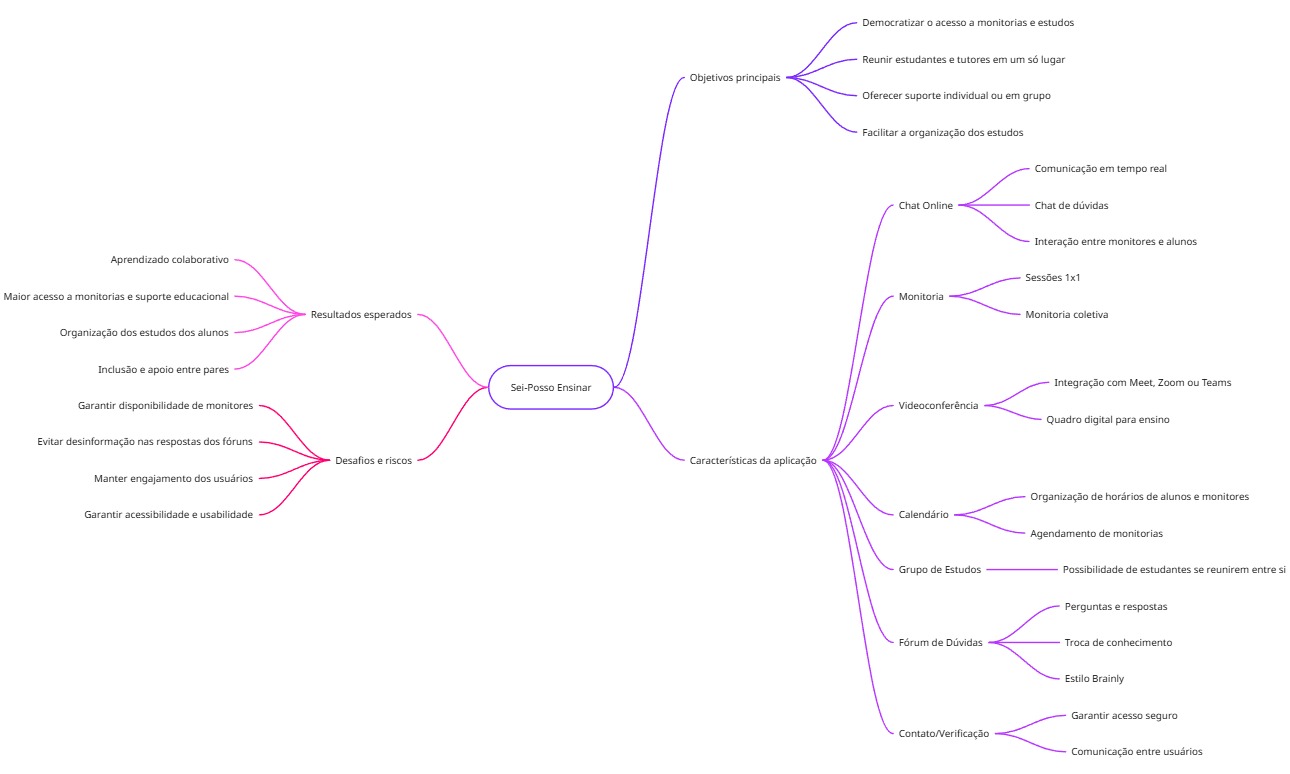 Sei-Posso Ensinar
Objetivos principais
Democratizar o acesso a monitorias e estudos
Reunir estudantes e tutores em um só lugar
Oferecer suporte individual ou em grupo
Facilitar a organização dos estudos
Características da aplicação
Chat Online
Comunicação em tempo real
Chat de dúvidas
Interação entre monitores e alunos
Monitoria
Sessões 1x1
Monitoria coletiva
Videoconferência
Integração com Meet, Zoom ou Teams
Quadro digital para ensino
Calendário
Organização de horários de alunos e monitores
Agendamento de monitorias
Grupo de Estudos
Possibilidade de estudantes se reunirem entre si
Fórum de Dúvidas
Perguntas e respostas
Troca de conhecimento
Estilo Brainly
Contato/Verificação
Garantir acesso seguro
Comunicação entre usuários
Resultados esperados
Aprendizado colaborativo
Maior acesso a monitorias e suporte educacional
Organização dos estudos dos alunos
Inclusão e apoio entre pares
Desafios e riscos
Garantir disponibilidade de monitores
Evitar desinformação nas respostas dos fóruns
Manter engajamento dos usuários
Garantir acessibilidade e usabilidade